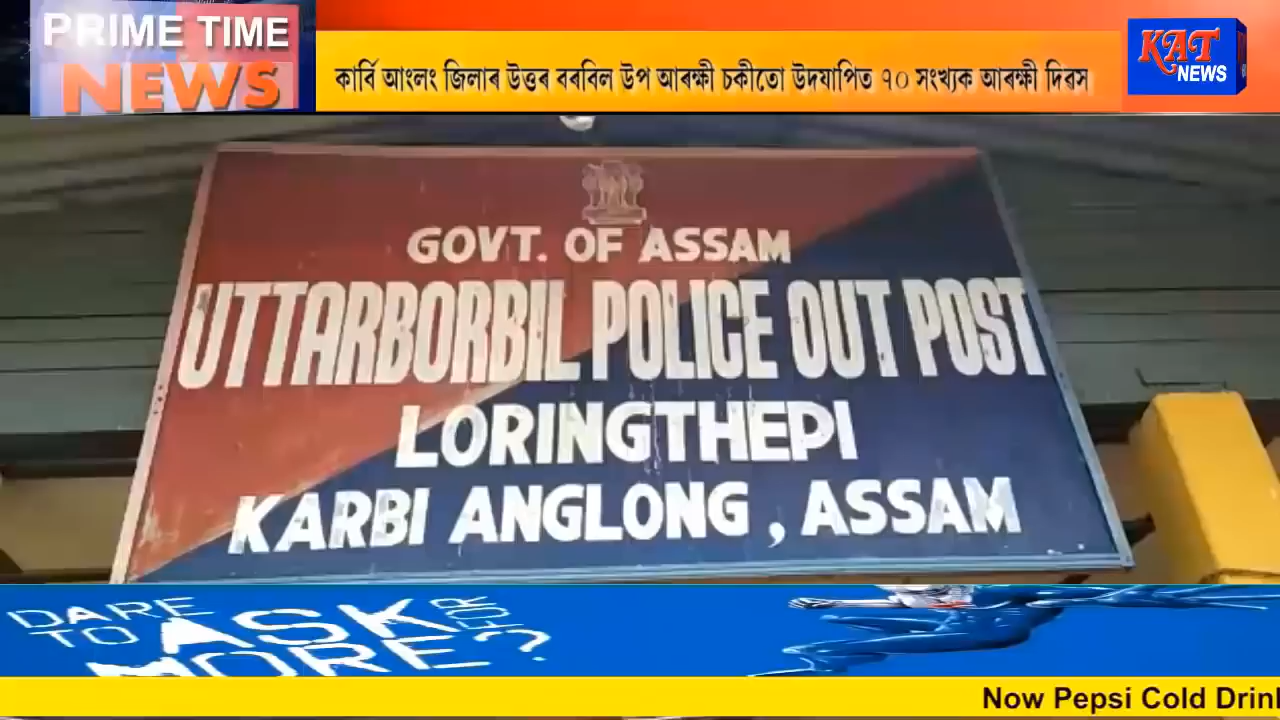 PRIME TIME
NEWS
কাৰ্বি আংলং জিলাৰ উত্তৰ বৰবিল উপ আৰক্ষী চকীতো উদযাপিত ৭০ সংখ্যক আৰক্ষী দিৱস
KAT
NEWS
GOVT. OF ASSAM
UTTARBORBIL POLICE OUT POST
LORINGTHEPI
KARBI ANGLONG, ASSAM
DARE
TO ASK FOR
MORE?
Now Pepsi Cold Drin